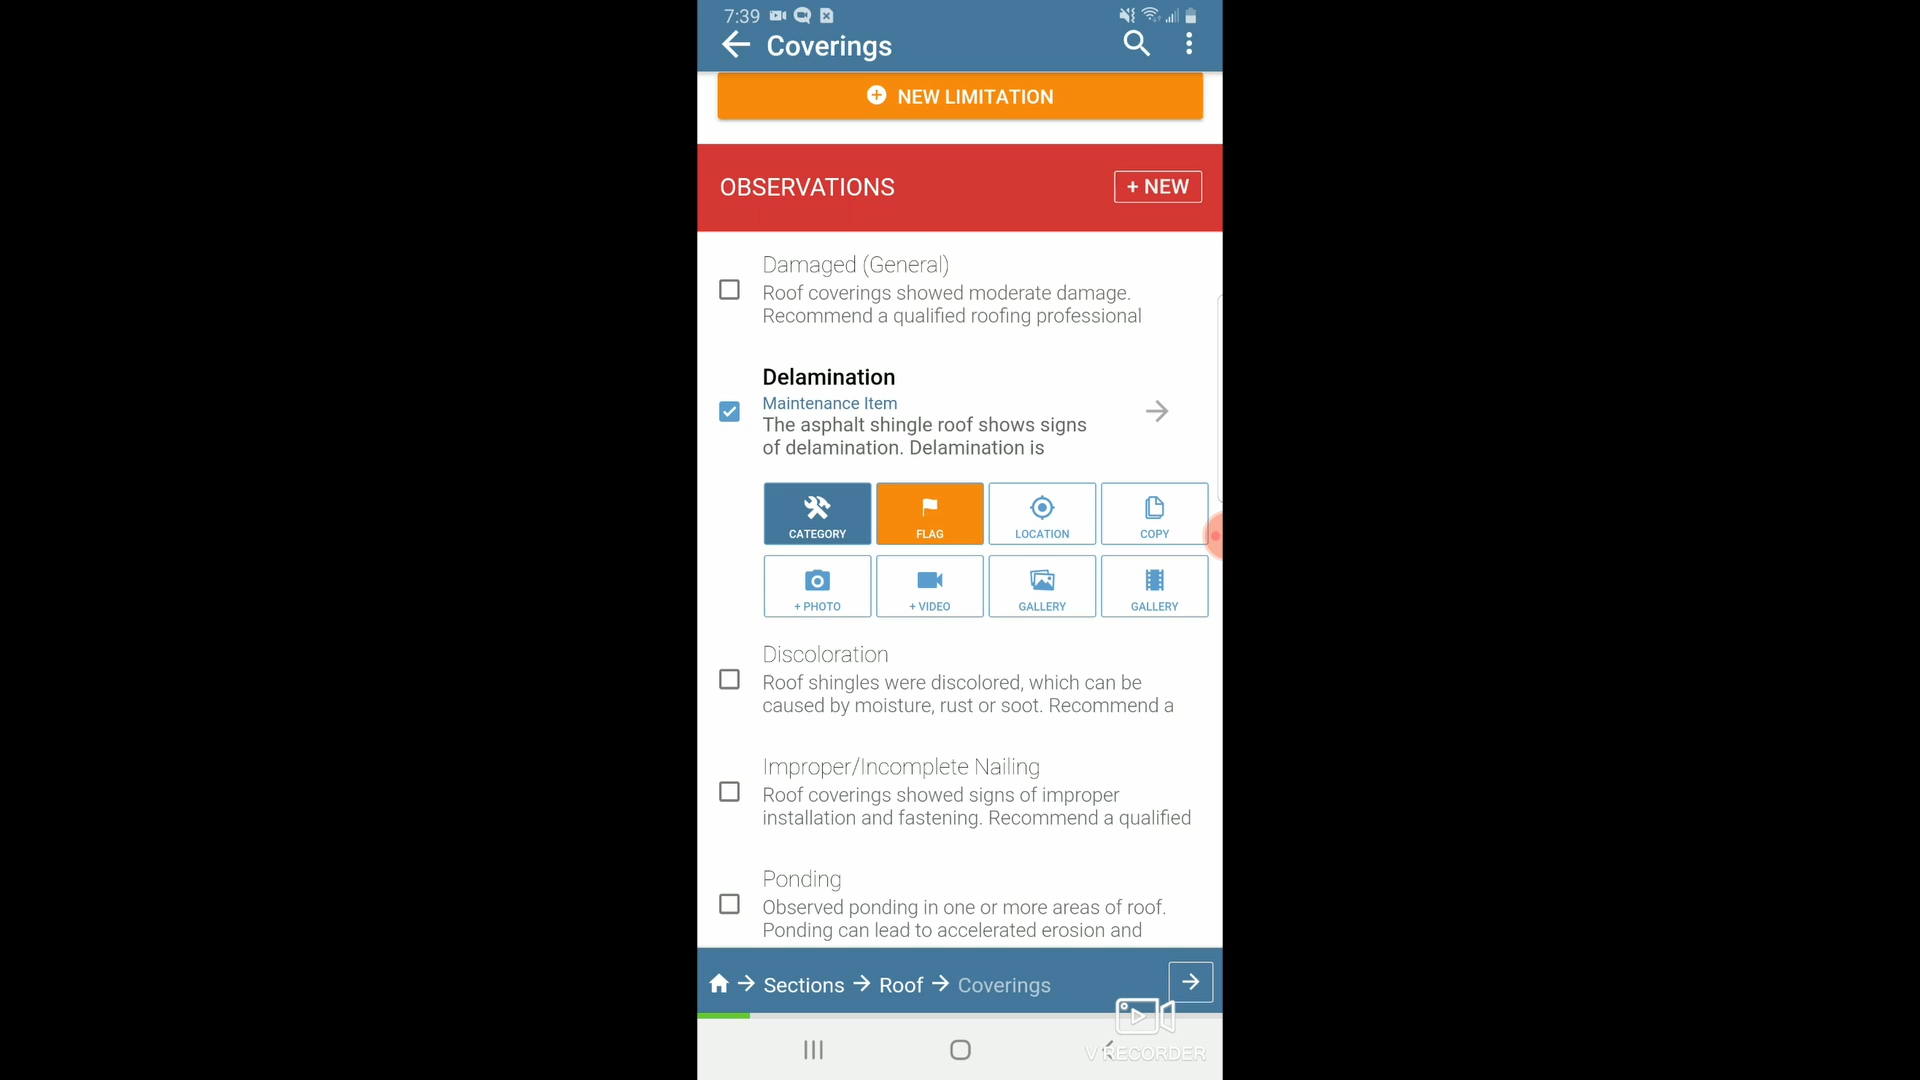 7:39
Coverings
NEW LIMITATION
OBSERVATIONS
+ NEW
Damaged (General)
Roof coverings showed moderate damage.
Recommend a qualified roofing professional
Delamination
Maintenance Item
The asphalt shingle roof shows signs
of delamination. Delamination is
CATEGORY
FLAG
LOCATION
COPY
+ PHOTO
+ VIDEO
GALLERY
GALLERY
Discoloration
Roof shingles were discolored, which can be
caused by moisture, rust or soot. Recommend a
Improper/Incomplete Nailing
Roof coverings showed signs of improper
installation and fastening. Recommend a qualified
Ponding
Observed ponding in one or more areas of roof.
Ponding can lead to accelerated erosion and
Sections → Roof → Coverings
V RECORDER